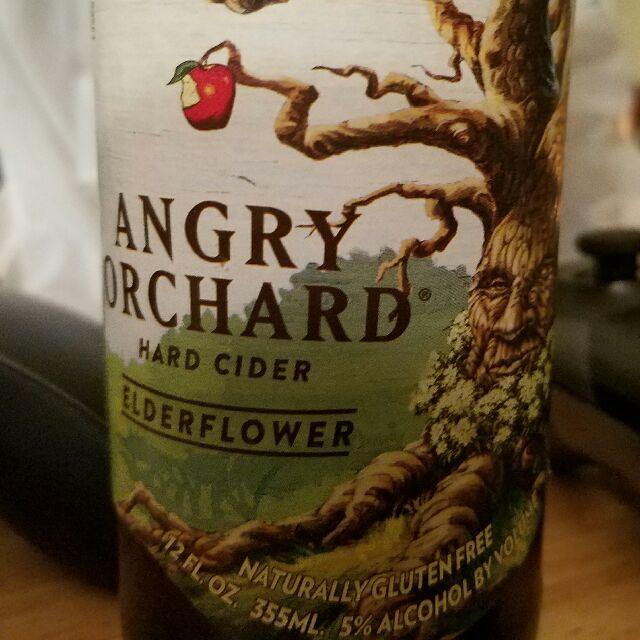 ANGRY
ORCHARD®
HARD CIDER
ELDERFLOWER
NATURALLY GLUTEN FREE
12 FL. OZ. 355ML. 5% ALCOHOL BY VOLUME